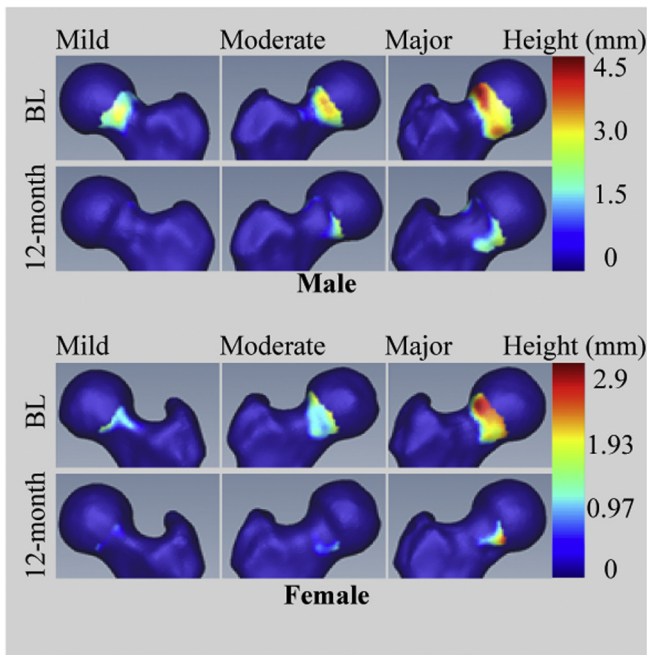 Mild Moderate Major Height (mm)
BL
4.5
3.0
1.5
0
12-month
Male
Mild Moderate Major Height (mm)
BL
2.9
1.93
0.97
0
12-month
Female